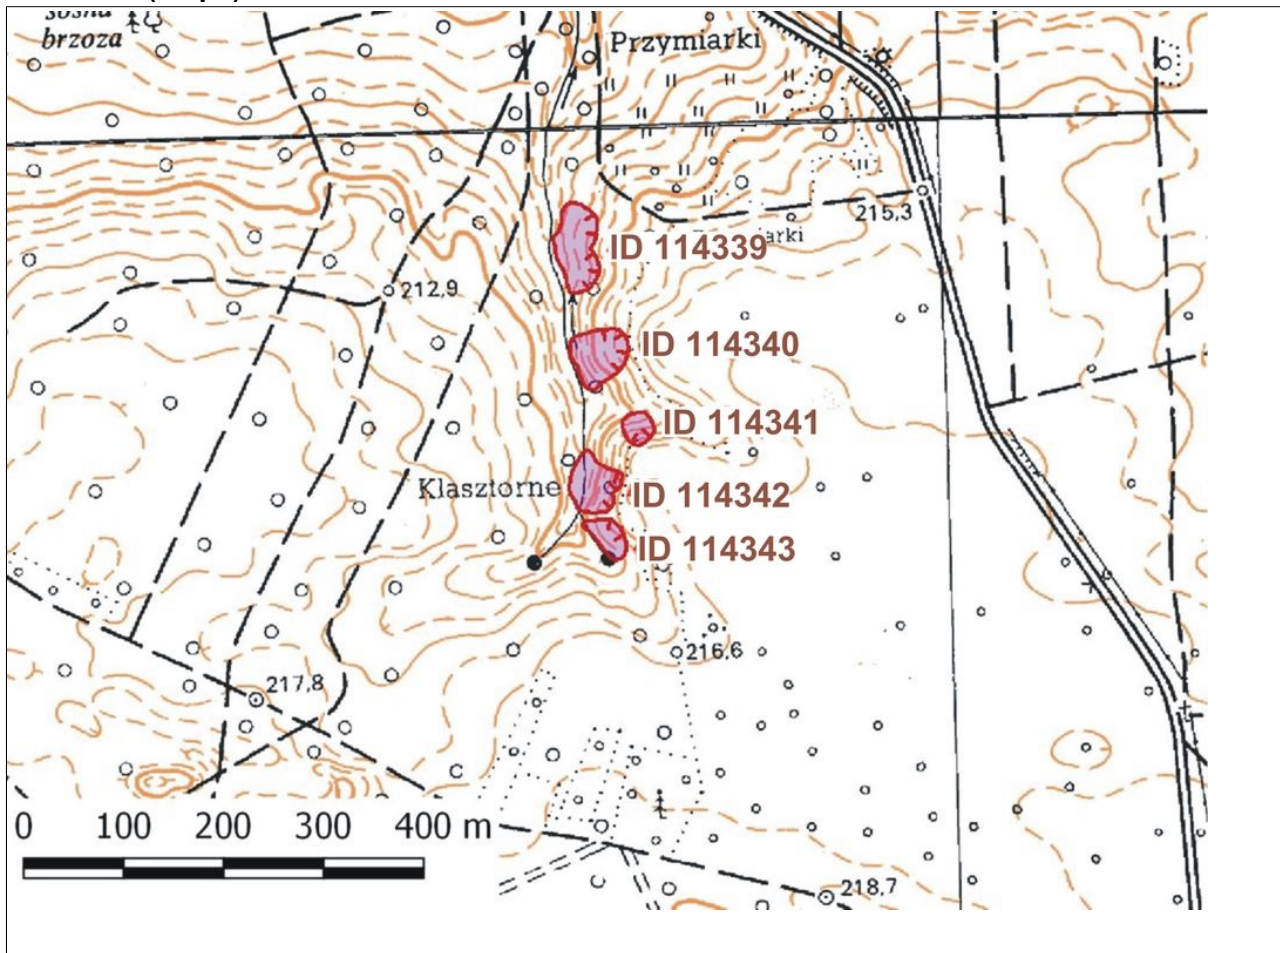 sosna
brzoza
Przymiarki
215,3
arki
ID 114339
212,9
ID 114340
ID 114341
Klasztorne
ID 114342
ID 114343
216,6
217,8
0 100 200 300 400 m
218,7